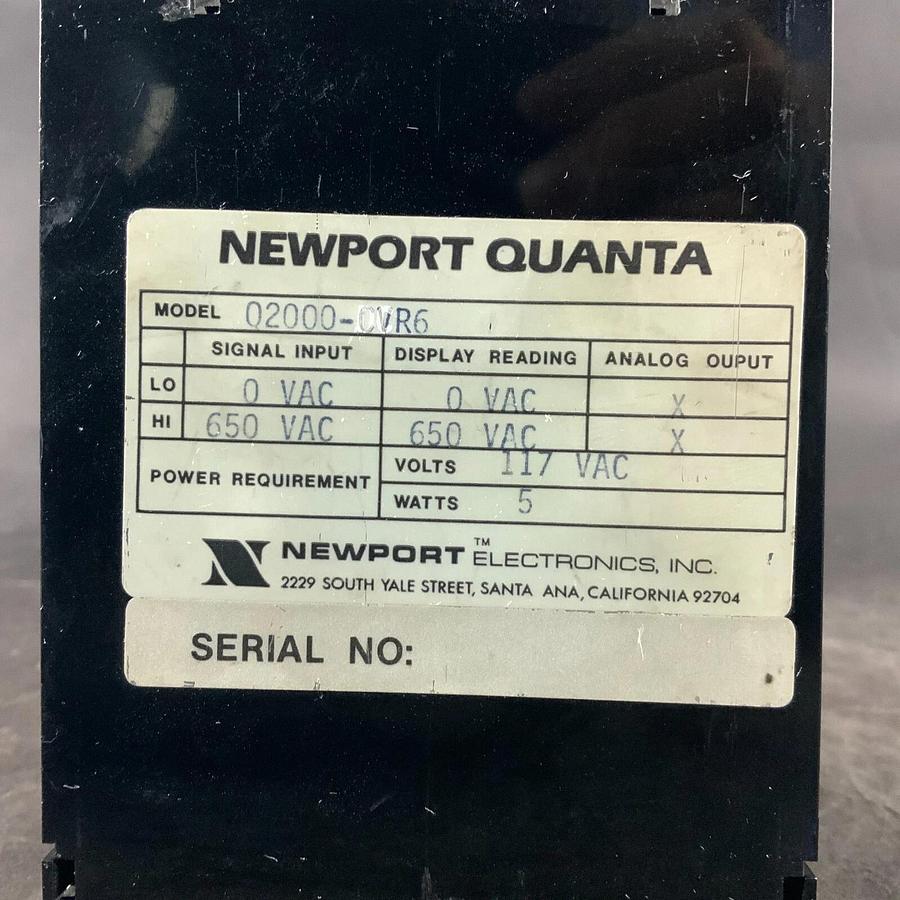 NEWPORT QUANTA
MODEL Q2000-OVR6
SIGNAL INPUT DISPLAY READING ANALOG OUPUT
LO 0 VAC 0 VAC X
HI 650 VAC 650 VAC X
POWER REQUIREMENT
VOLTS 117 VAC
WATTS 5
N NEWPORT™ ELECTRONICS, INC.
2229 SOUTH YALE STREET, SANTA ANA, CALIFORNIA 92704
SERIAL NO: